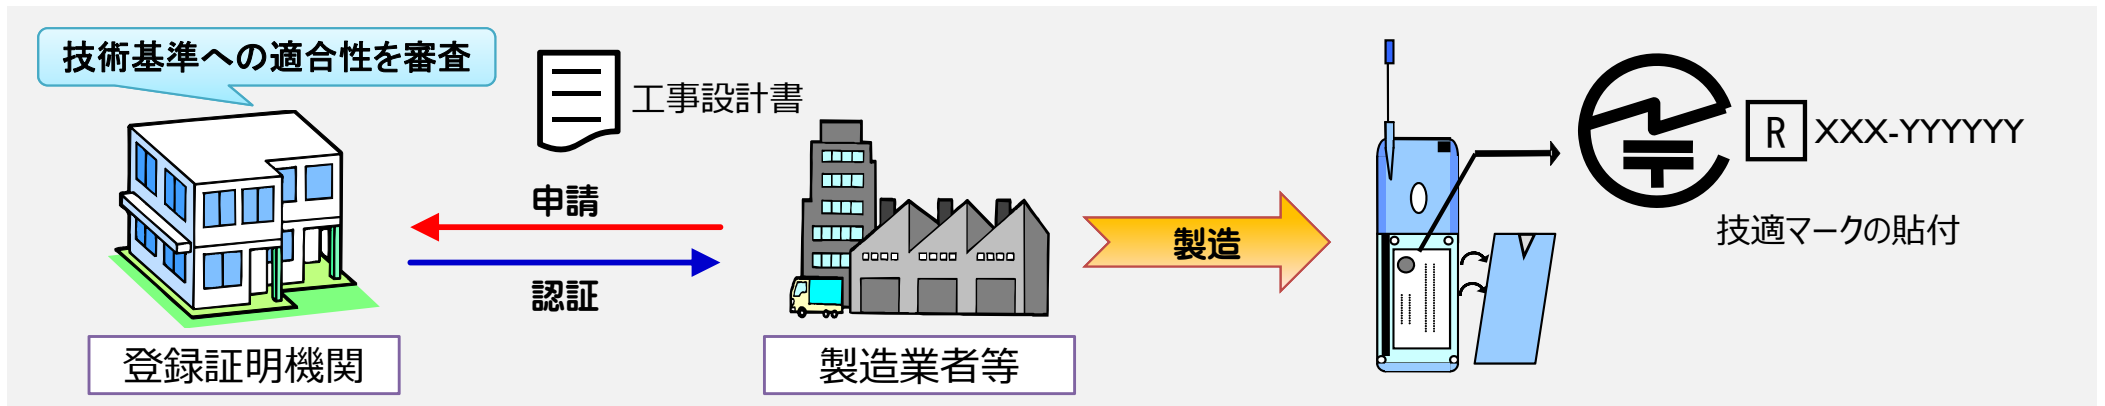 技術基準への適合性を審査
工事設計書
申請
認証
登録証明機関
製造業者等
製造
R XXX-YYYYYY
技適マークの貼付